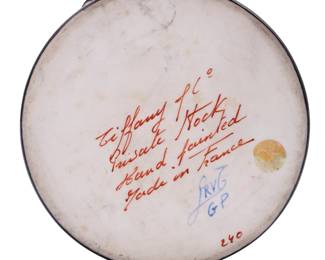 Tiffany & Co
Private Stock
Hand Painted
Made in France
GP
240